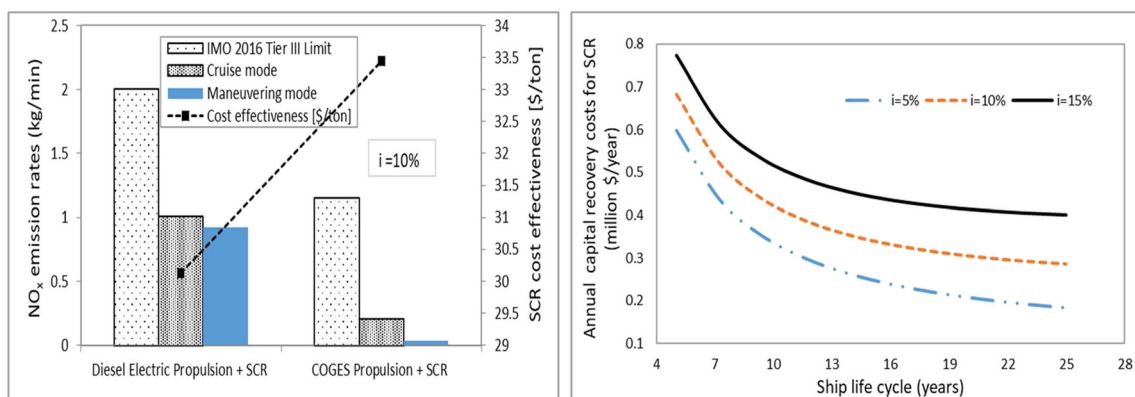 NOx emission rates (kg/min)
2.5
2
1.5
1
0.5
0
IMO 2016 Tier III Limit
Cruise mode
Maneuvering mode
Cost effectiveness [$/ton]
i =10%
34
33.5
33
32.5
32
31.5
31
30.5
30
29.5
29
SCR cost effectiveness [$/ton]
Diesel Electric Propulsion + SCR
COGES Propulsion + SCR
Annual capital recovery costs for SCR
(million $/year)
0.8
0.7
0.6
0.5
0.4
0.3
0.2
0.1
i=5%
i=10%
i=15%
4
7
10
13
16
19
22
25
28
Ship life cycle (years)